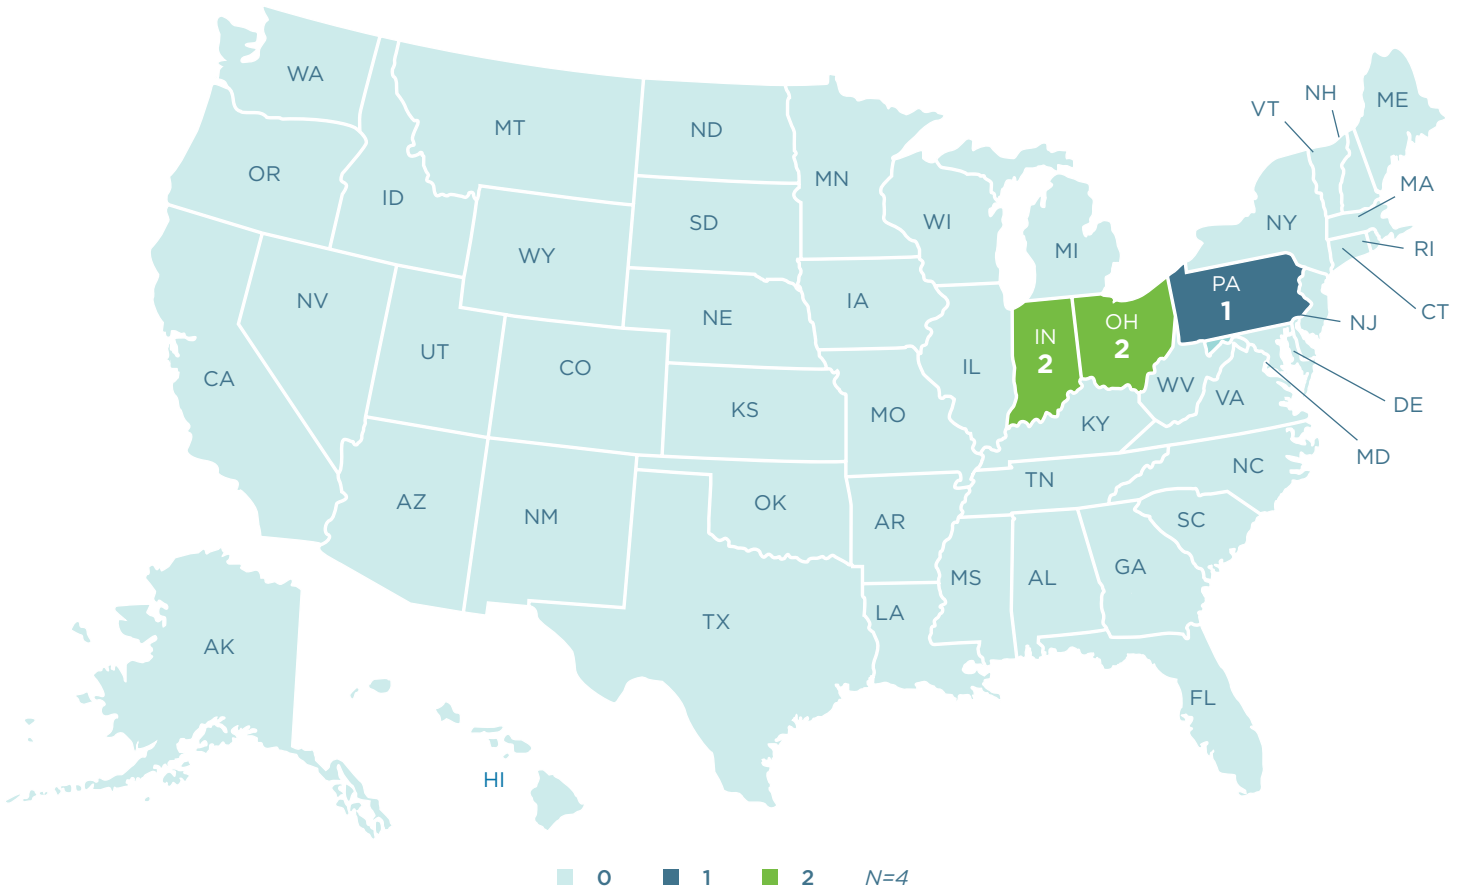 WA
MT
ND
MN
OR
ID
SD
WI
MI
NY
VT
NH
ME
MA
RI
CT
WY
NV
IA
NE
PA
1
NJ
UT
CO
IL
IN
2
OH
2
CA
WV
VA
DE
KS
MO
KY
MD
NC
TN
AZ
NM
OK
AR
SC
MS
AL
GA
LA
TX
AK
FL
HI
0 1 2 N=4